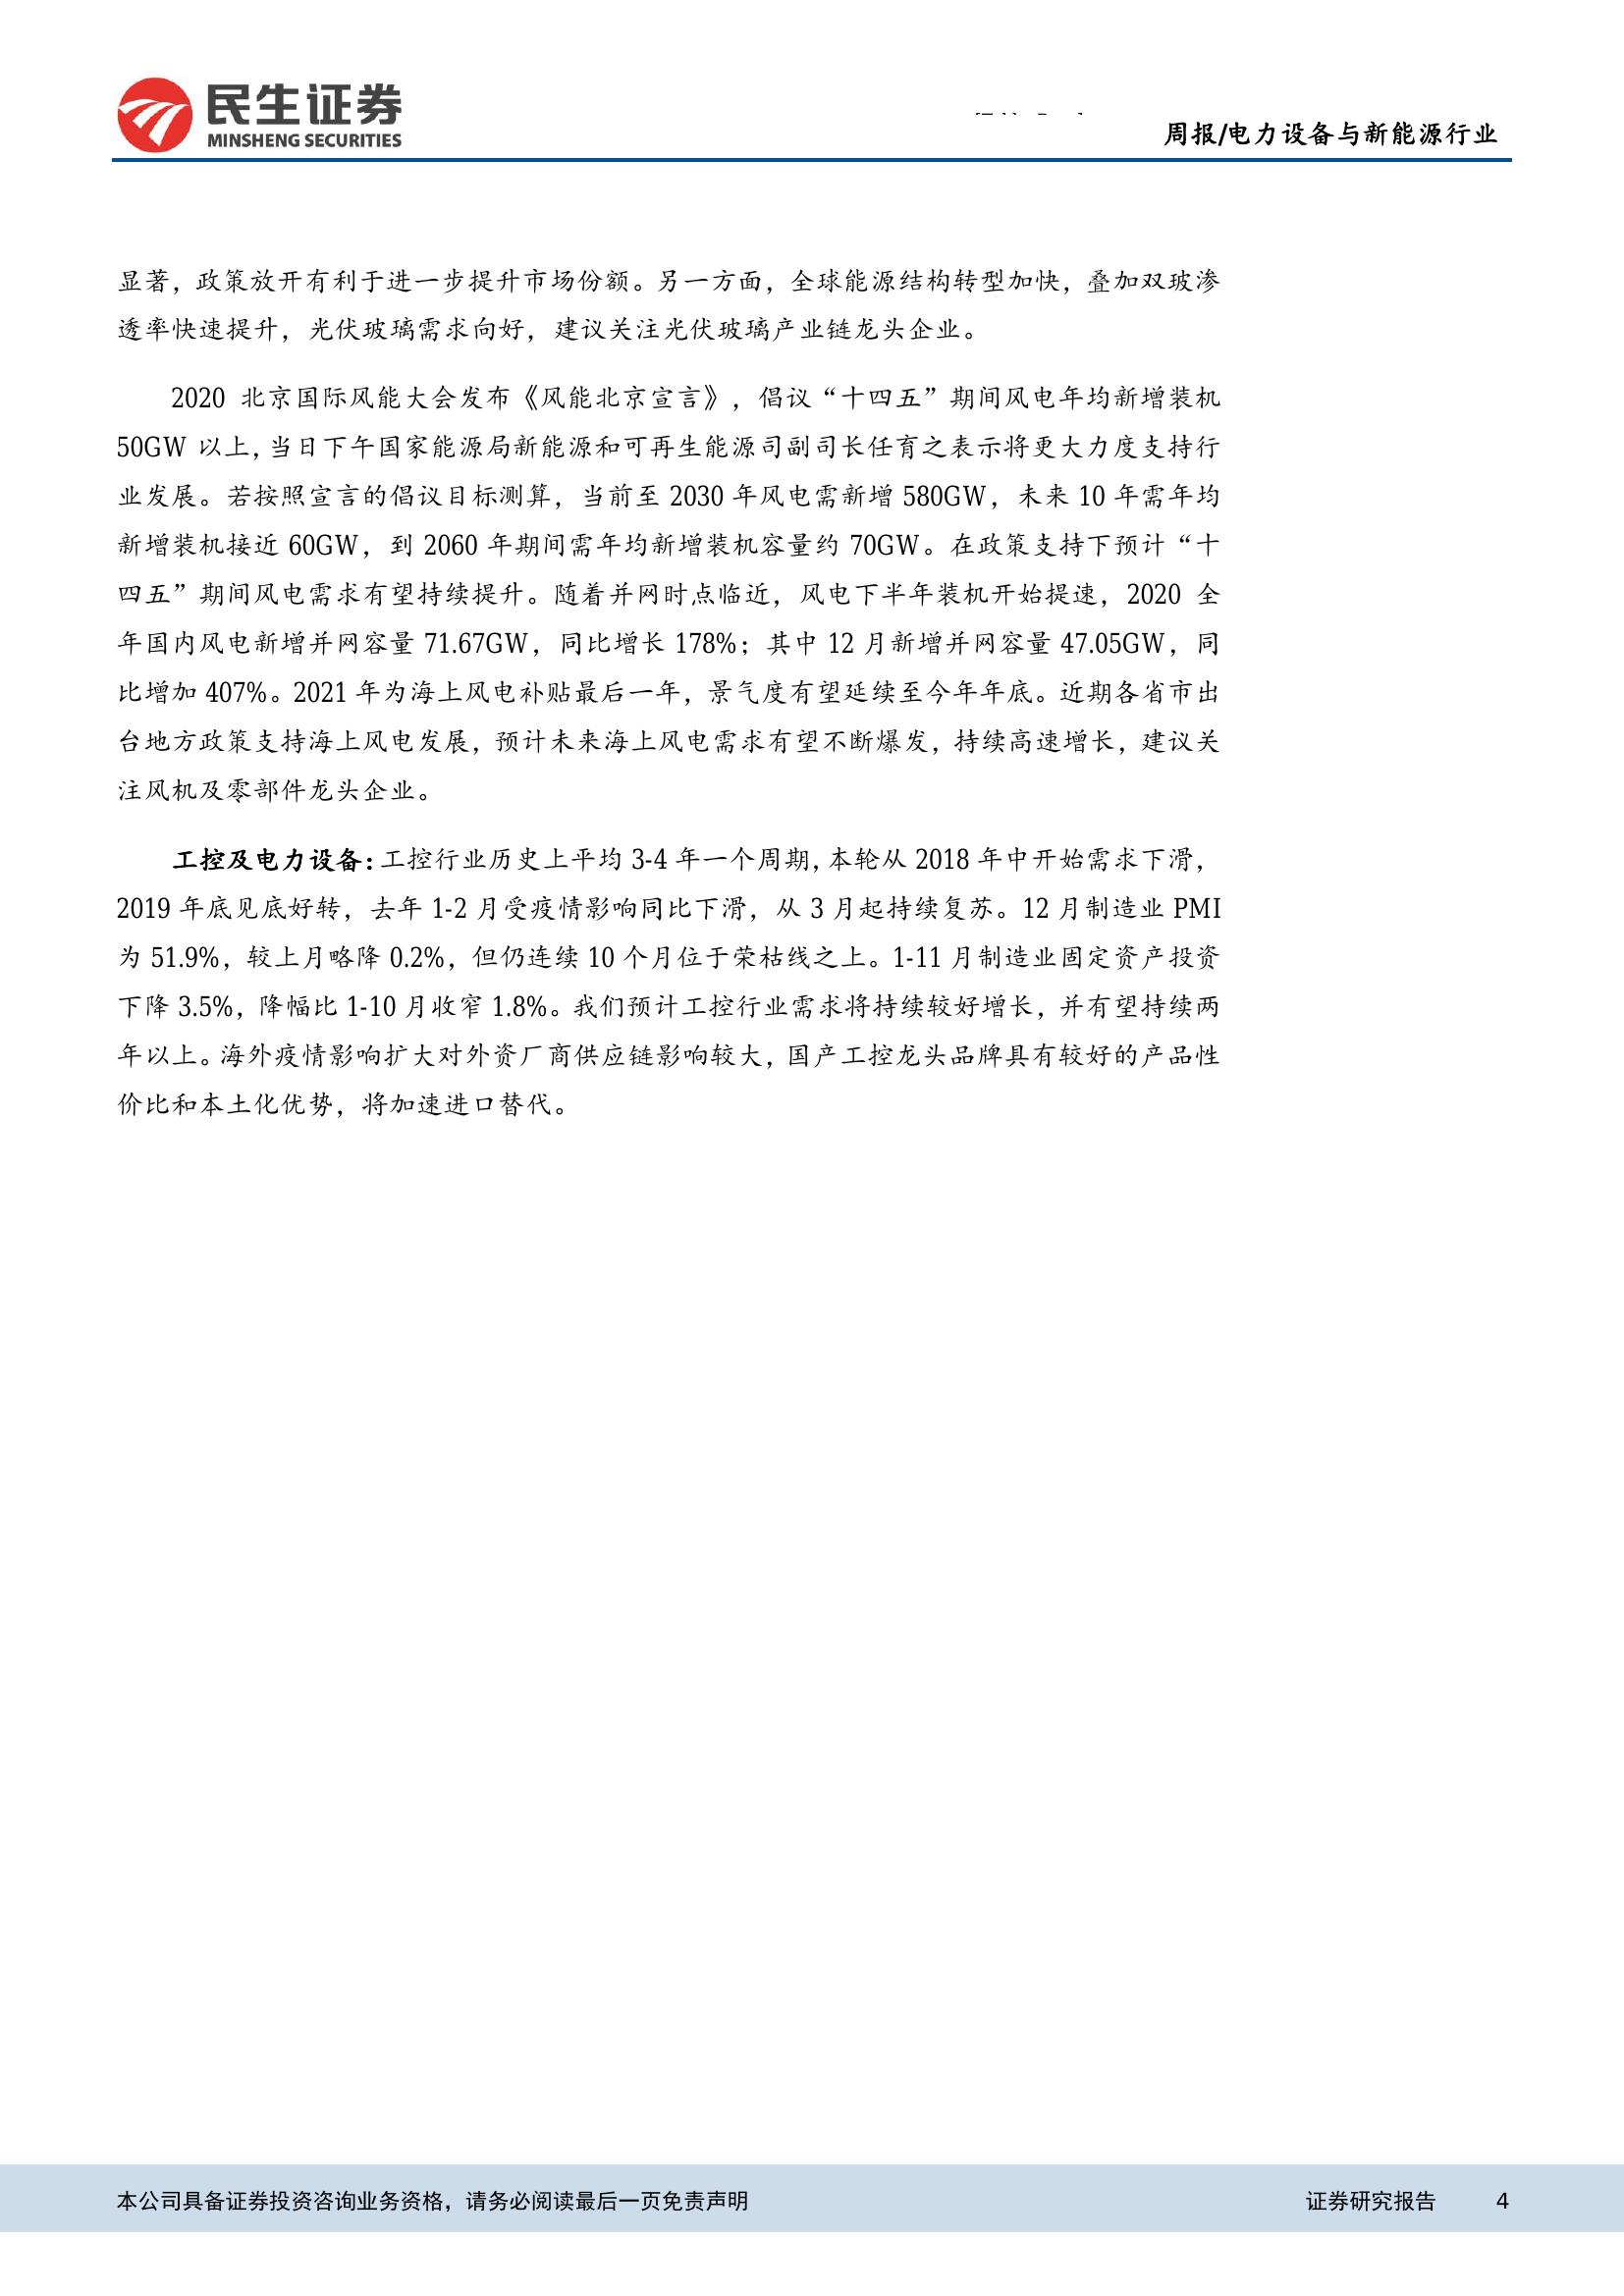 民生证券
MINSHENG SECURITIES
周报/电力设备与新能源行业
显著，政策放开有利于进一步提升市场份额。另一方面，全球能源结构转型加快，叠加双玻渗
透率快速提升，光伏玻璃需求向好，建议关注光伏玻璃产业链龙头企业。
2020 北京国际风能大会发布《风能北京宣言》，倡议“十四五”期间风电年均新增装机
50GW 以上，当日下午国家能源局新能源和可再生能源司副司长任育之表示将更大力度支持行
业发展。若按照宣言的倡议目标测算，当前至 2030 年风电需新增 580GW，未来 10 年需年均
新增装机接近 60GW，到 2060 年期间需年均新增装机容量约 70GW。在政策支持下预计“十
四五”期间风电需求有望持续提升。随着并网时点临近，风电下半年装机开始提速，2020 全
年国内风电新增并网容量 71.67GW，同比增长 178%；其中 12 月新增并网容量 47.05GW，同
比增加 407%。2021 年为海上风电补贴最后一年，景气度有望延续至今年年底。近期各省市出
台地方政策支持海上风电发展，预计未来海上风电需求有望不断爆发，持续高速增长，建议关
注风机及零部件龙头企业。
工控及电力设备：工控行业历史上平均 3-4 年一个周期，本轮从 2018 年中开始需求下滑，
2019 年底见底好转，去年 1-2 月受疫情影响同比下滑，从 3 月起持续复苏。12 月制造业 PMI
为 51.9%，较上月略降 0.2%，但仍连续 10 个月位于荣枯线之上。1-11 月制造业固定资产投资
下降 3.5%，降幅比 1-10 月收窄 1.8%。我们预计工控行业需求将持续较好增长，并有望持续两
年以上。海外疫情影响扩大对外资厂商供应链影响较大，国产工控龙头品牌具有较好的产品性
价比和本土化优势，将加速进口替代。
本公司具备证券投资咨询业务资格，请务必阅读最后一页免责声明
证券研究报告 4